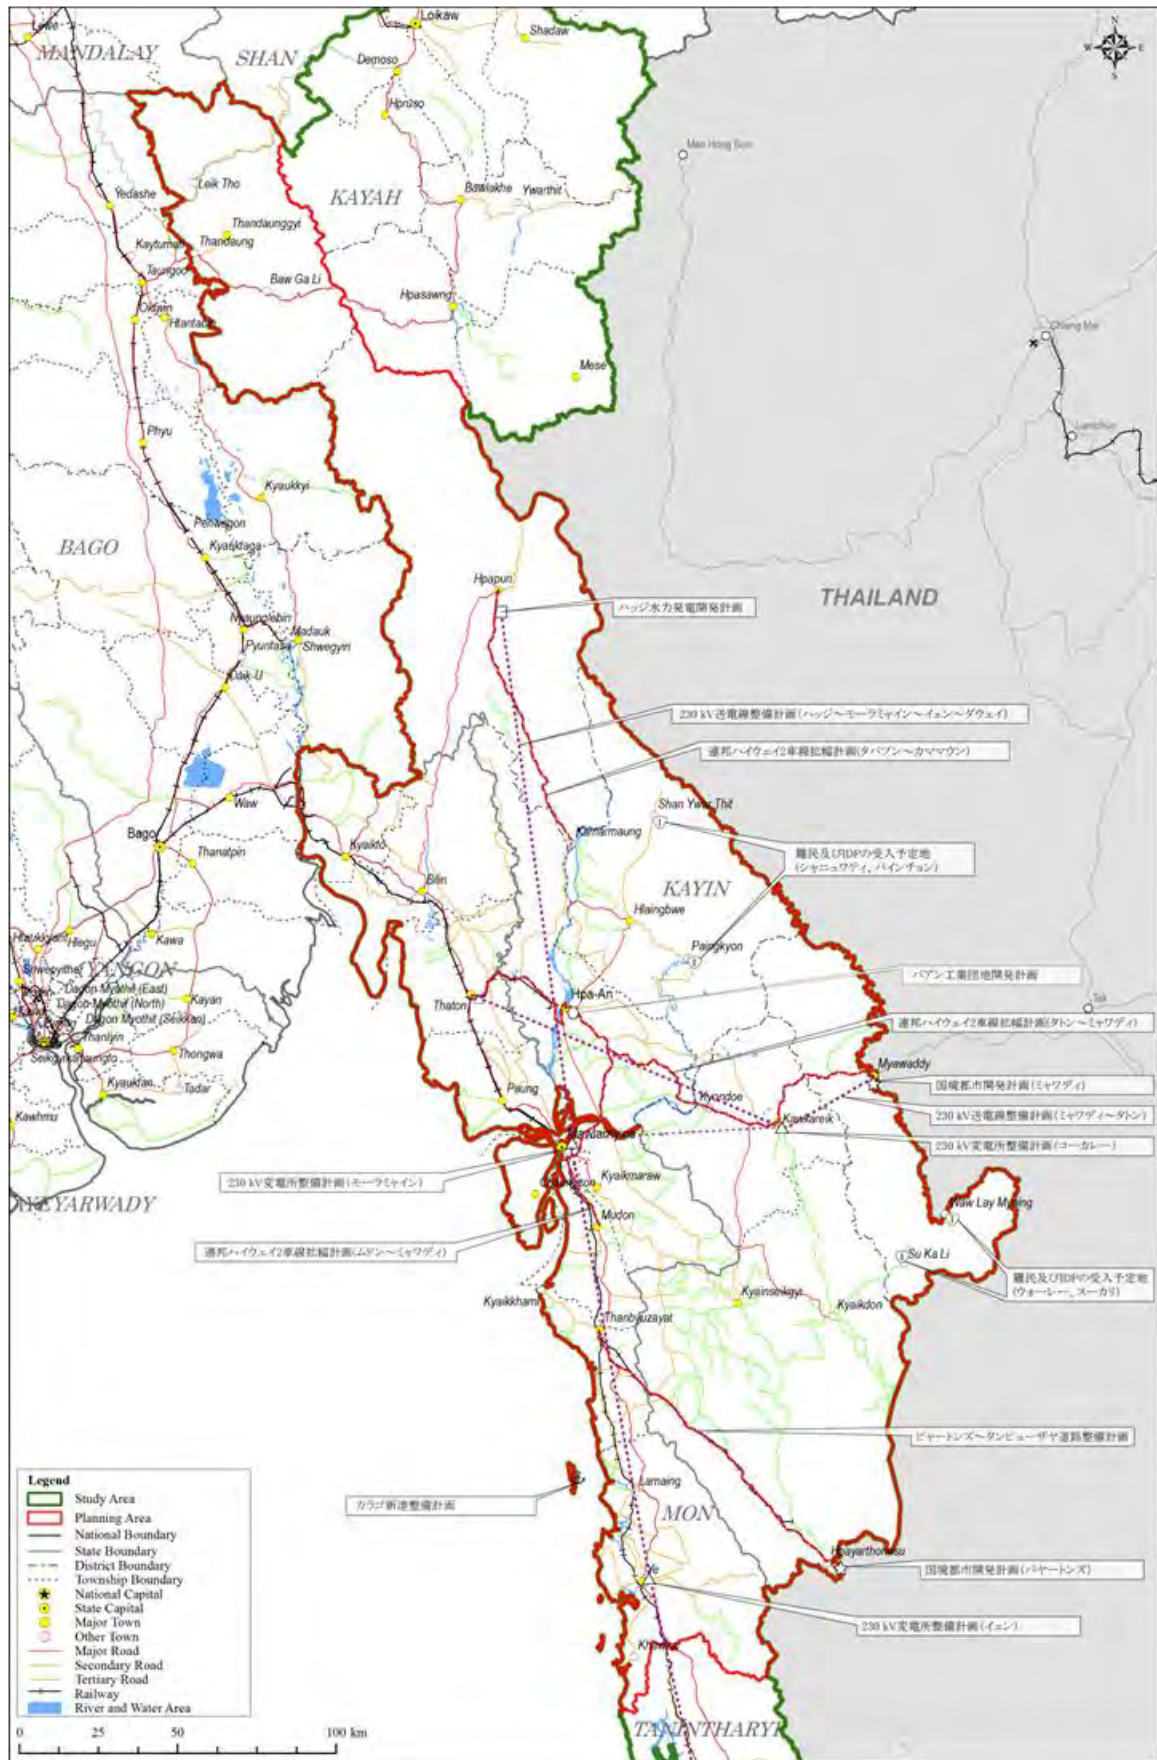 Lewe
Loikaw
Shadaw
N
W
E
S
MANDALAY
SHAN
Demoso
Hpruso
Mae Hong Son
Leik Tho
KAYAH
Bawlakhe
Ywarthit
Yedashe
Thandaunggyi
Thandaung
Kaytumadi
Taungoo
Baw Ga Li
Hpasawng
Oktwin
Htantabin
Chiang Mai
Mese
Lamphun
Phyu
Kyaukkyi
Penwegon
BAGO
Kyauktaga
Hpapun
THAILAND
ハッジ水力発電開発計画
Nyaunglebin
Madauk
Pyuntasa
Shwegyin
Daik-U
230 kV送電線整備計画(ハッジ～モーラミャイン～イェン～ダウェイ)
連邦ハイウェイ2車線拡幅計画(タパプン～カママウン)
Waw
Shan Ywar Thit
Kamarmaung
Bago
Thanatpin
Kyaikto
難民及びIDPの受入予定地
(シャニュワティ、パインチョン)
Bilin
KAYIN
Hlaingbwe
Hlegu
Kawa
Paingkyon
YANGON
Dagon Myothit (East)
Dagon Myothit (North)
Dagon Myothit (Seikkan)
Kayan
Thaton
Hpa-An
パアン工業団地開発計画
Tak
Thanlyin
Thongwa
連邦ハイウェイ2車線拡幅計画(タトン～ミャワディ)
Myawaddy
Kyauktan
Tadar
Paung
Kyondoe
国境都市開発計画(ミャワディ)
Kawhmu
Kawkareik
230 kV送電線整備計画(ミャワディ～タトン)
Mawlamyine
230 kV変電所整備計画(コーカレー)
230 kV変電所整備計画(モーラミャイン)
Kyaikmaraw
AYEYARWADY
Waw Lay Myaing
Mudon
連邦ハイウェイ2車線拡幅計画(ムドン～ミャワディ)
Su Ka Li
難民及びIDPの受入予定地
(ウォーレー、スーカリ)
Kyaikkhami
Kyainseikgyi
Kyaikdon
Thanbyuzayat
ピャートンズ～タンビューザヤ道路整備計画
Lamaing
カラゴ新港整備計画
MON
Hpayarthonesu
国境都市開発計画(パヤートンズ)
Ye
230 kV変電所整備計画(イェン)
Khawzar
TANINTHARYI
Legend
Study Area
Planning Area
National Boundary
State Boundary
District Boundary
Township Boundary
National Capital
State Capital
Major Town
Other Town
Major Road
Secondary Road
Tertiary Road
Railway
River and Water Area
0 25 50 100 km